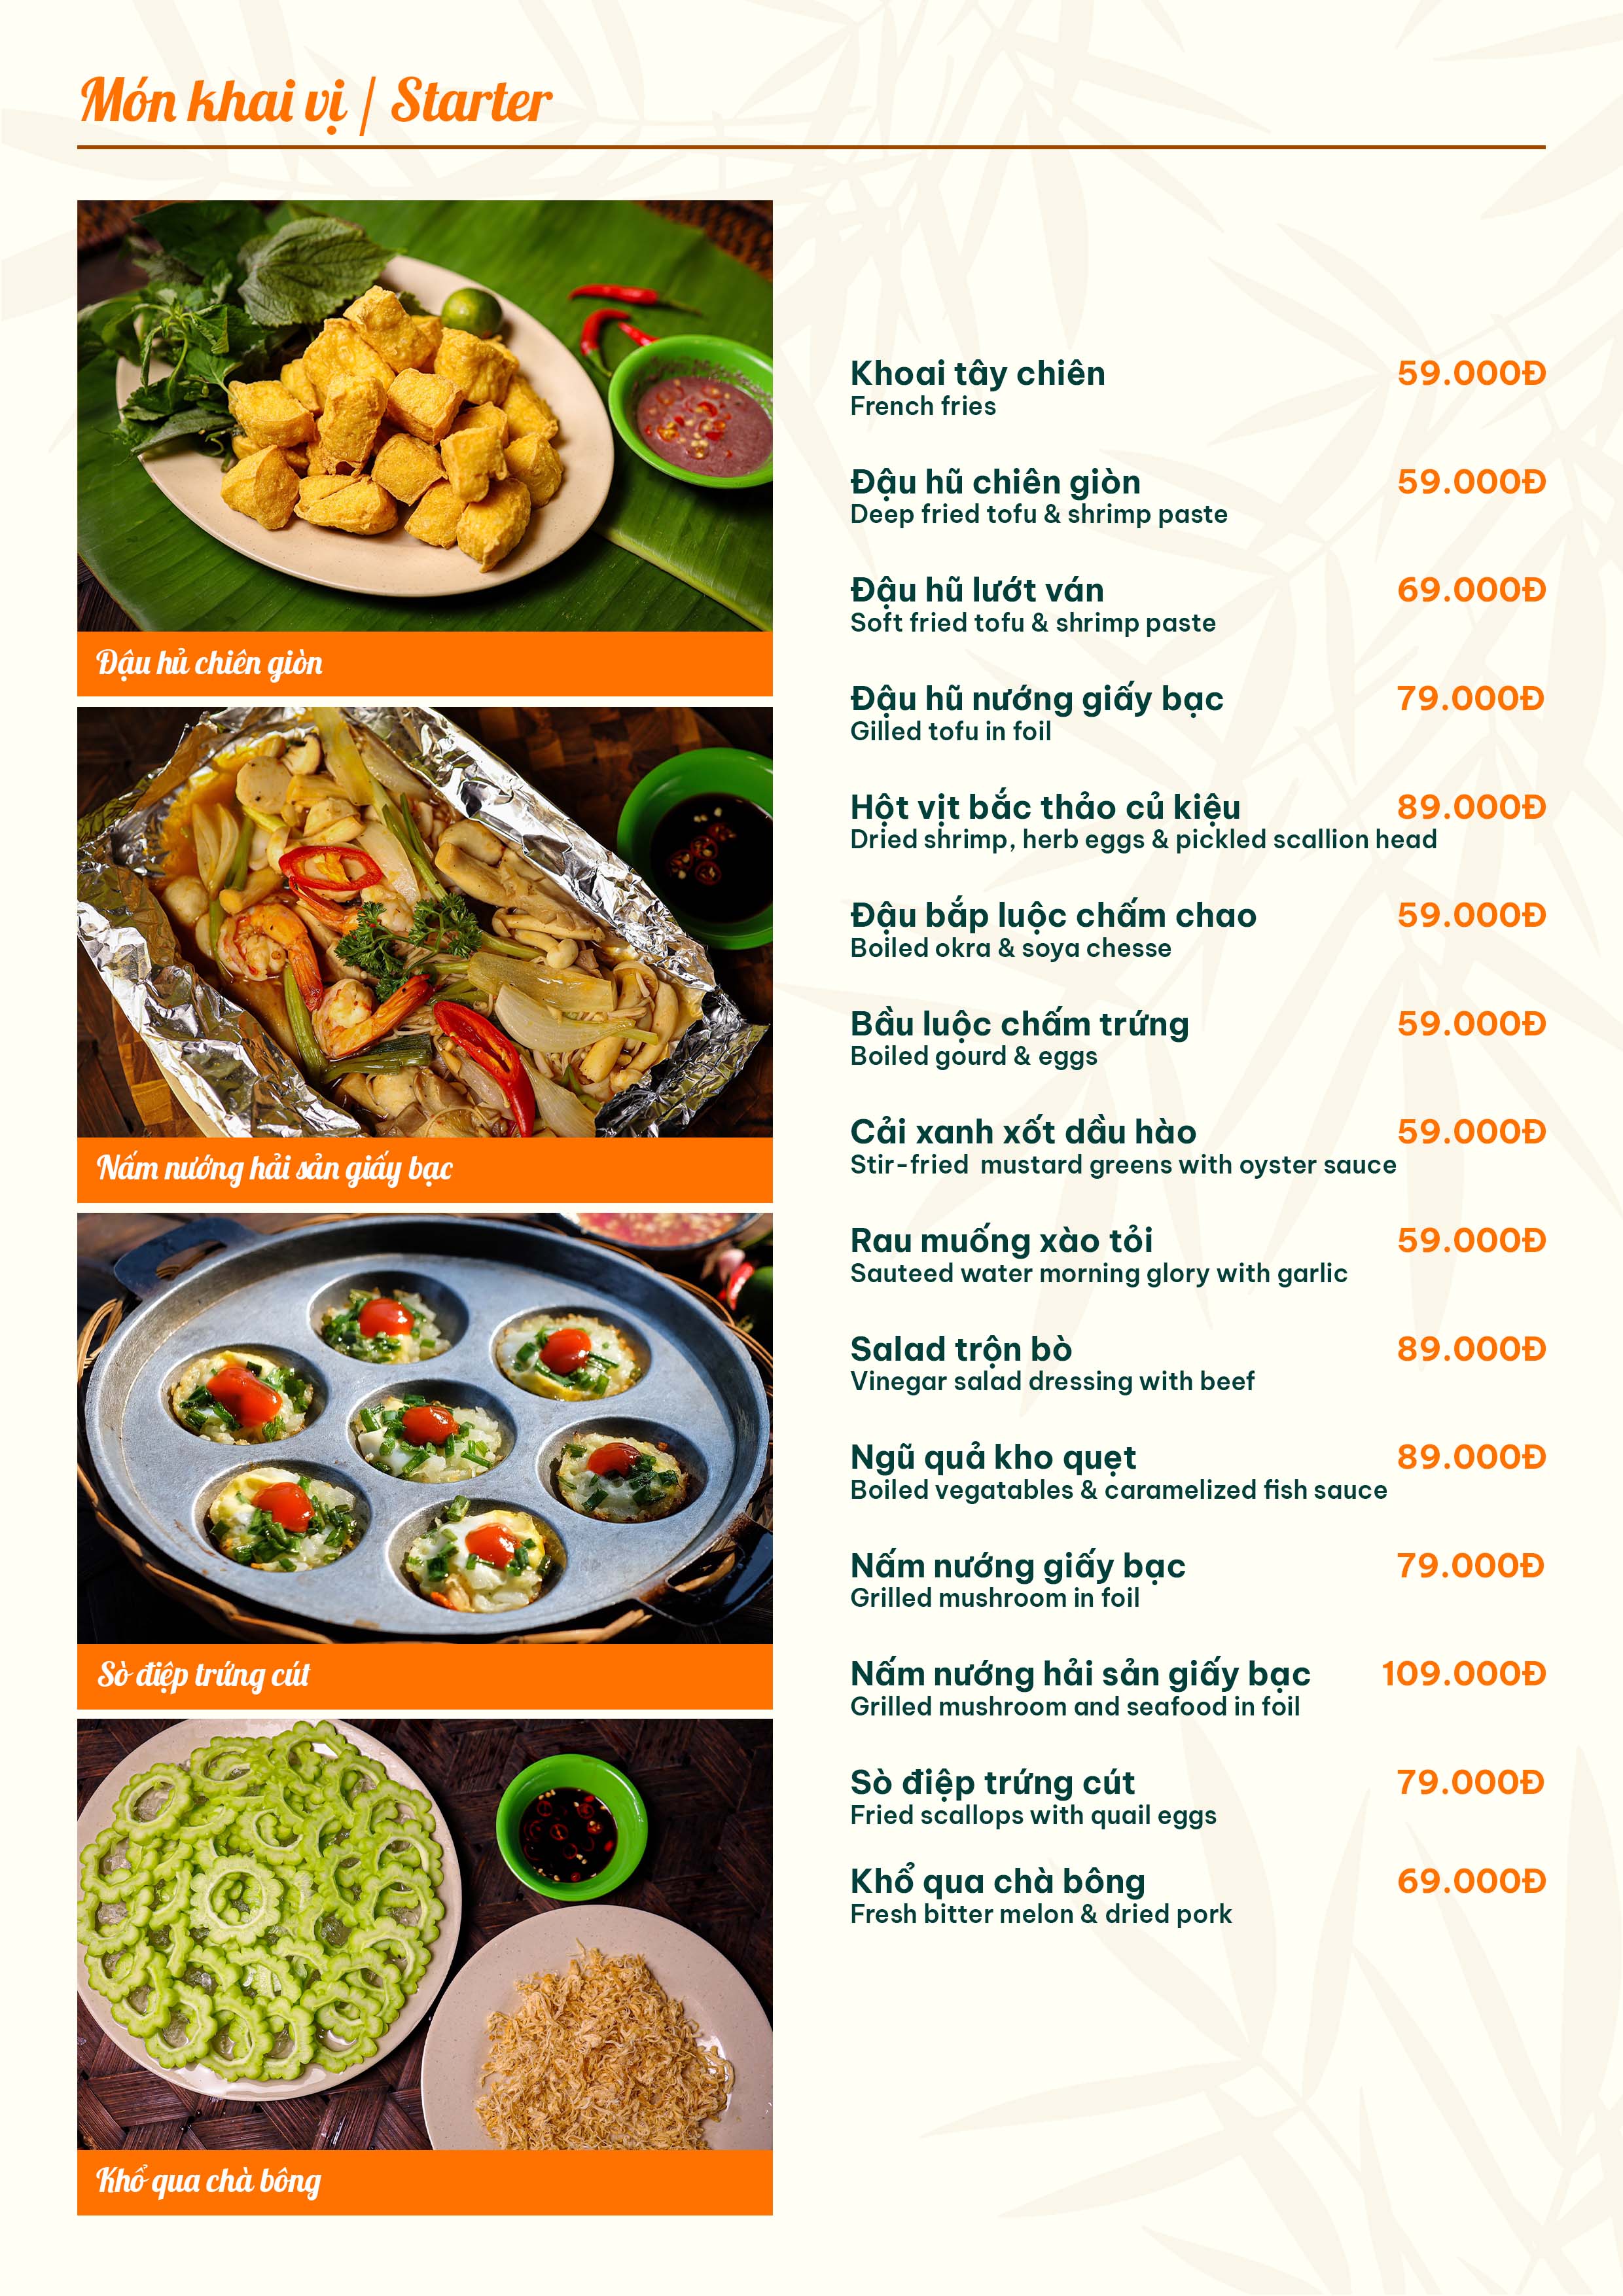 Món khai vị / Starter
Đậu hủ chiên giòn
Nấm nướng hải sản giấy bạc
Sò điệp trứng cút
Khổ qua chà bông
Khoai tây chiên 59.000Đ
French fries
Đậu hũ chiên giòn 59.000Đ
Deep fried tofu & shrimp paste
Đậu hũ lướt ván 69.000Đ
Soft fried tofu & shrimp paste
Đậu hũ nướng giấy bạc 79.000Đ
Gilled tofu in foil
Hột vịt bắc thảo củ kiệu 89.000Đ
Dried shrimp, herb eggs & pickled scallion head
Đậu bắp luộc chấm chao 59.000Đ
Boiled okra & soya chesse
Bầu luộc chấm trứng 59.000Đ
Boiled gourd & eggs
Cải xanh xốt dầu hào 59.000Đ
Stir-fried  mustard greens with oyster sauce
Rau muống xào tỏi 59.000Đ
Sauteed water morning glory with garlic
Salad trộn bò 89.000Đ
Vinegar salad dressing with beef
Ngũ quả kho quẹt 89.000Đ
Boiled vegatables & caramelized fish sauce
Nấm nướng giấy bạc 79.000Đ
Grilled mushroom in foil
Nấm nướng hải sản giấy bạc 109.000Đ
Grilled mushroom and seafood in foil
Sò điệp trứng cút 79.000Đ
Fried scallops with quail eggs
Khổ qua chà bông 69.000Đ
Fresh bitter melon & dried pork